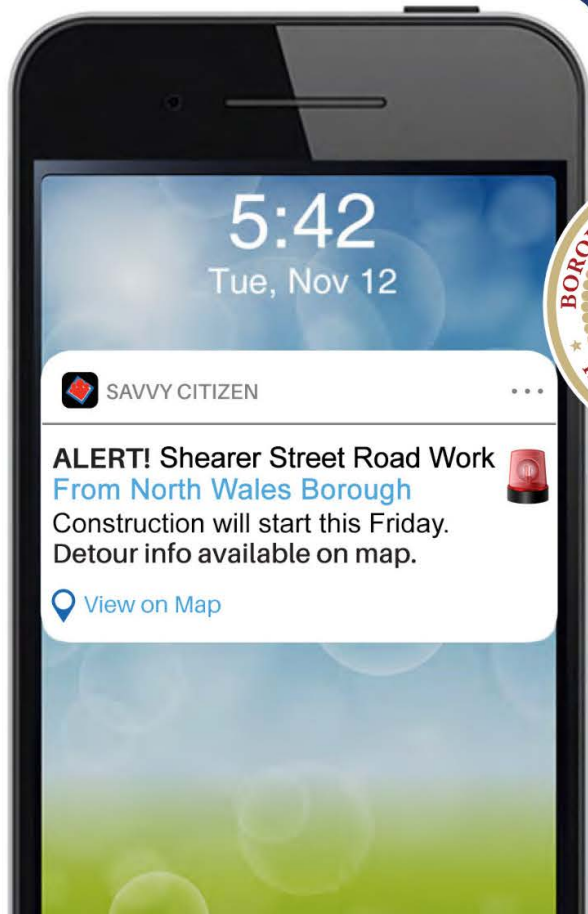 5:42
Tue, Nov 12
SAVVY CITIZEN
ALERT! Shearer Street Road Work
From North Wales Borough
Construction will start this Friday.
Detour info available on map.
View on Map